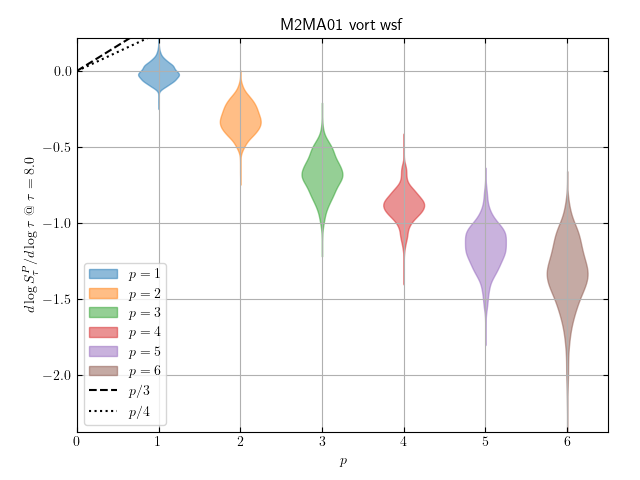 M2MA01 vort wsf
d log S_τ^P / d log τ @ τ = 8.0
0.0
−0.5
−1.0
−1.5
−2.0
p = 1
p = 2
p = 3
p = 4
p = 5
p = 6
p/3
p/4
0 1 2 3 4 5 6
p